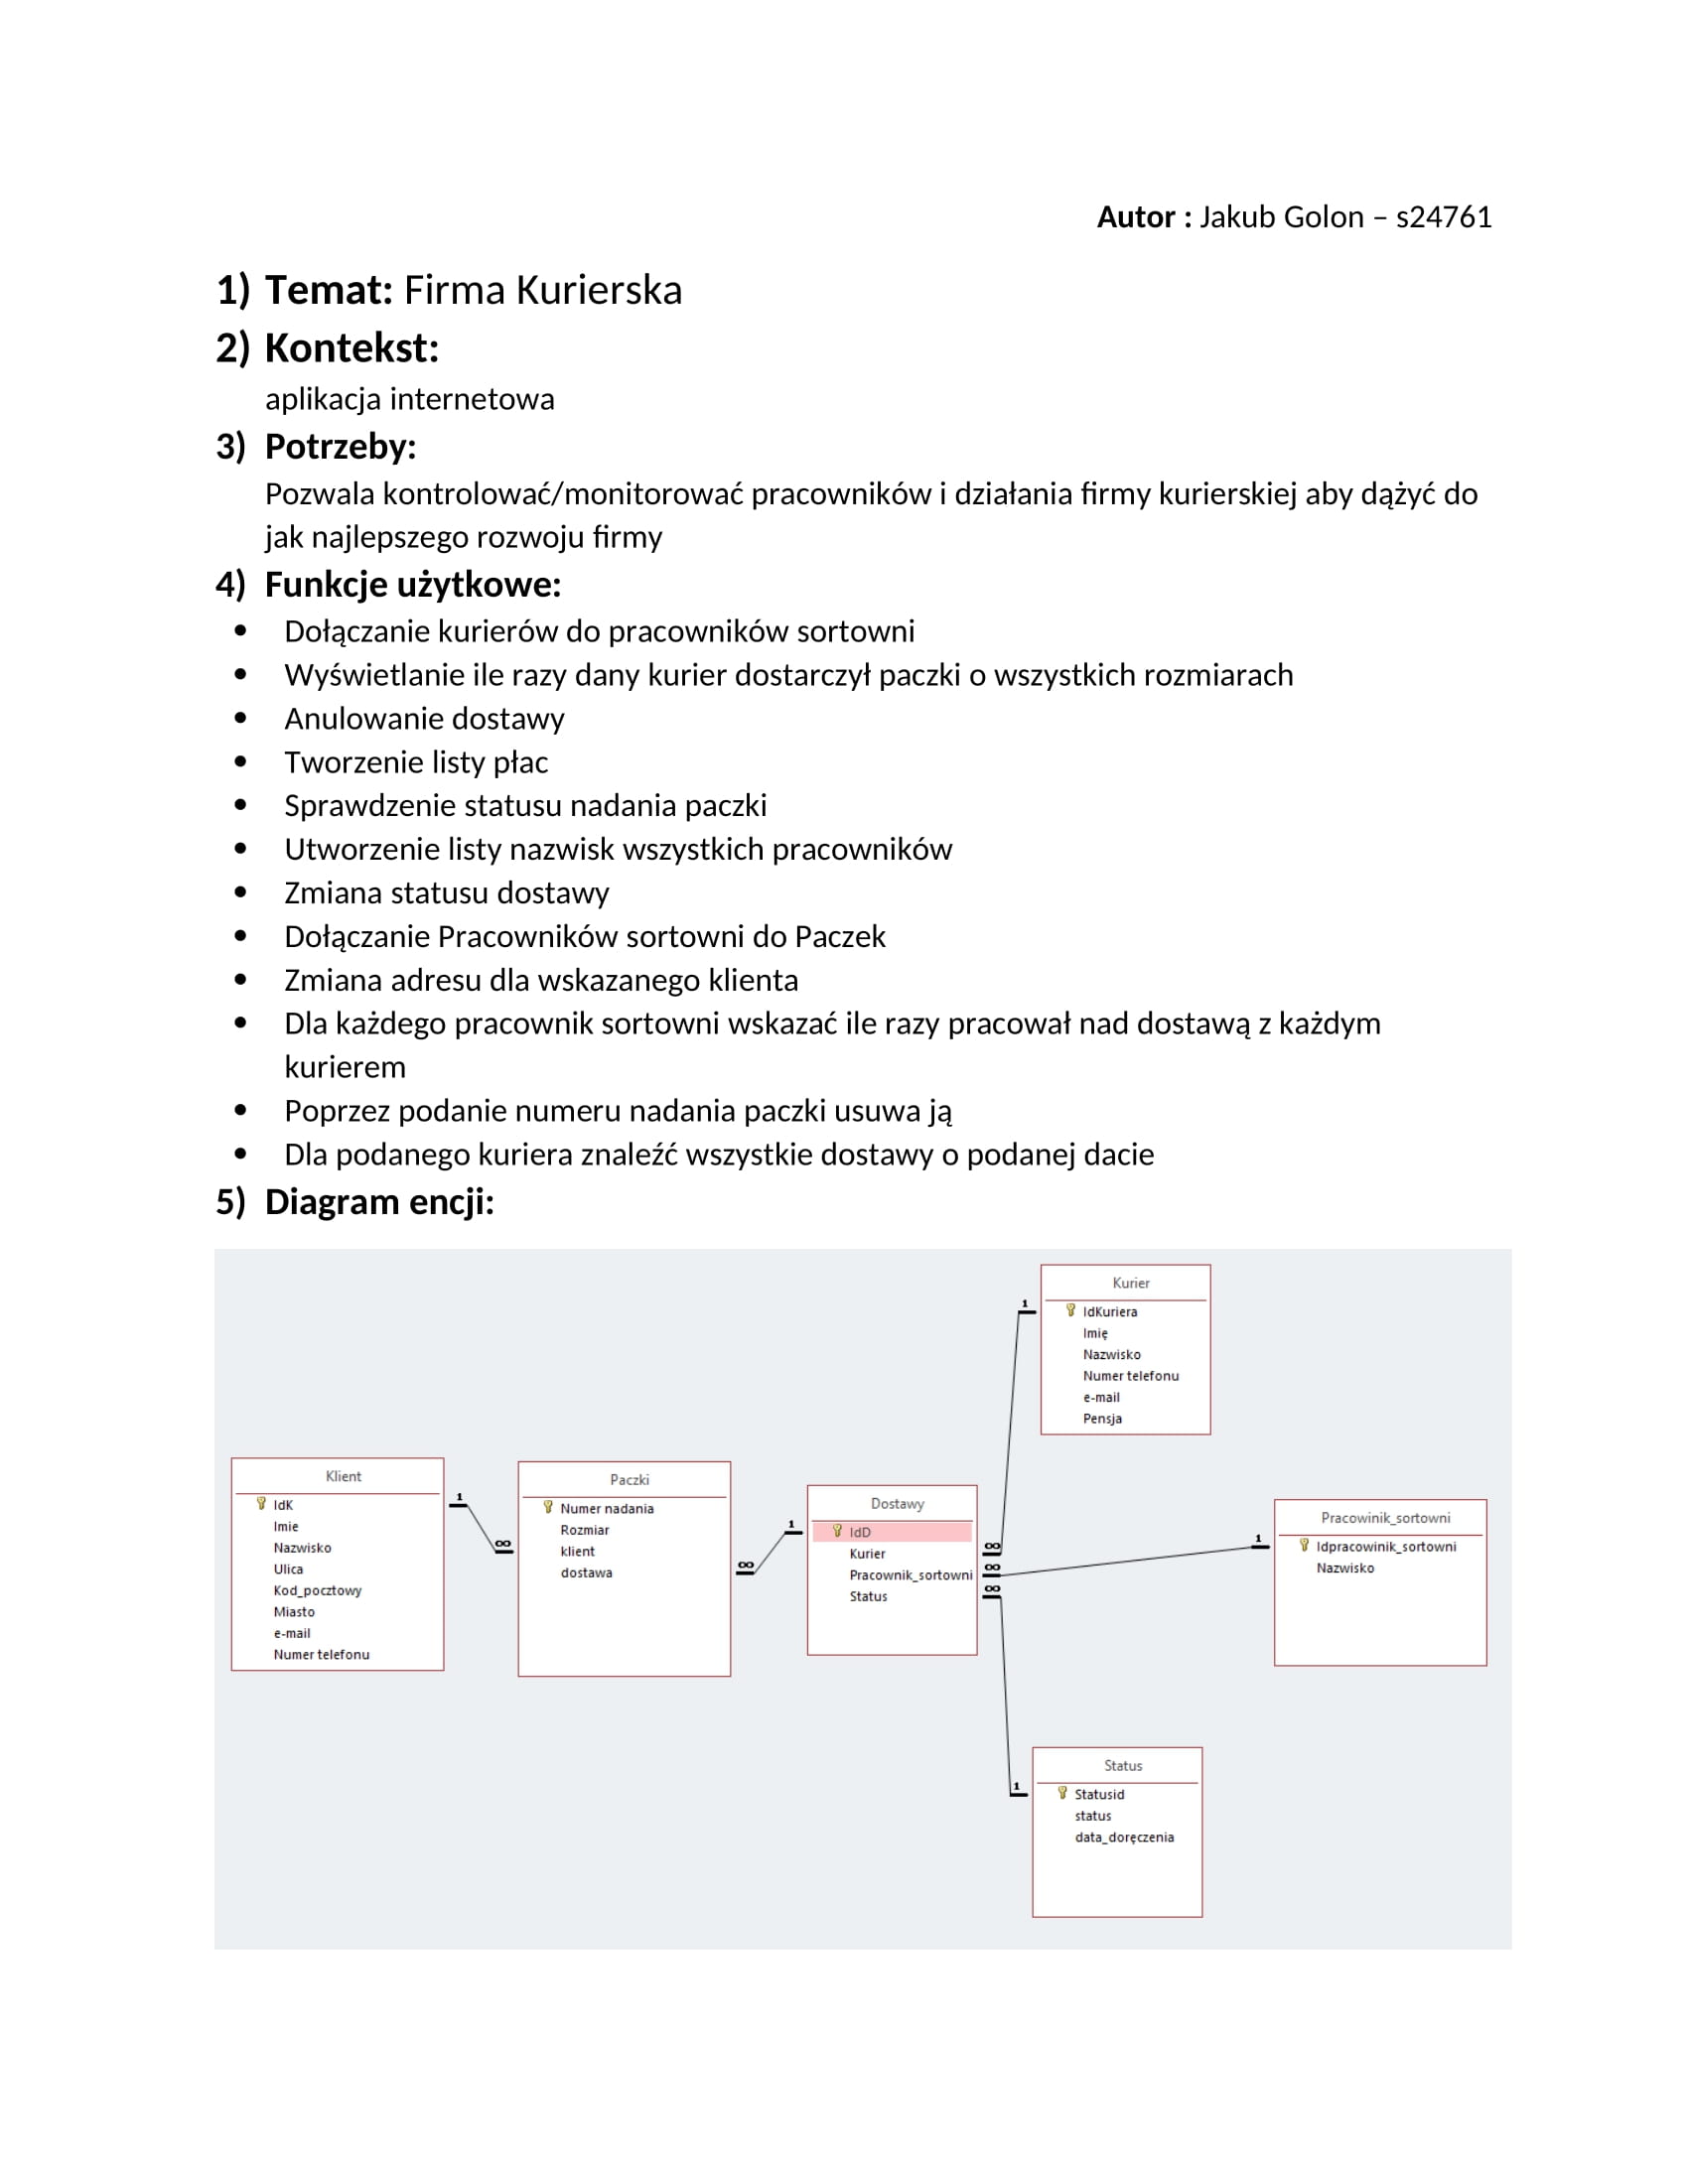 Autor : Jakub Golon – s24761
1) Temat: Firma Kurierska
2) Kontekst:
aplikacja internetowa
3) Potrzeby:
Pozwala kontrolować/monitorować pracowników i działania firmy kurierskiej aby dążyć do
jak najlepszego rozwoju firmy
4) Funkcje użytkowe:
• Dołączanie kurierów do pracowników sortowni
• Wyświetlanie ile razy dany kurier dostarczył paczki o wszystkich rozmiarach
• Anulowanie dostawy
• Tworzenie listy płac
• Sprawdzenie statusu nadania paczki
• Utworzenie listy nazwisk wszystkich pracowników
• Zmiana statusu dostawy
• Dołączanie Pracowników sortowni do Paczek
• Zmiana adresu dla wskazanego klienta
• Dla każdego pracownik sortowni wskazać ile razy pracował nad dostawą z każdym
kurierem
• Poprzez podanie numeru nadania paczki usuwa ją
• Dla podanego kuriera znaleźć wszystkie dostawy o podanej dacie
5) Diagram encji:
Klient
IdK
Imie
Nazwisko
Ulica
Kod_pocztowy
Miasto
e-mail
Numer telefonu
1
∞
Paczki
Numer nadania
Rozmiar
klient
dostawa
∞
1
Dostawy
IdD
Kurier
Pracownik_sortowni
Status
∞
∞
∞
1
Kurier
IdKuriera
Imię
Nazwisko
Numer telefonu
e-mail
Pensja
1
Pracowinik_sortowni
Idpracowinik_sortowni
Nazwisko
1
Status
Statusid
status
data_doręczenia